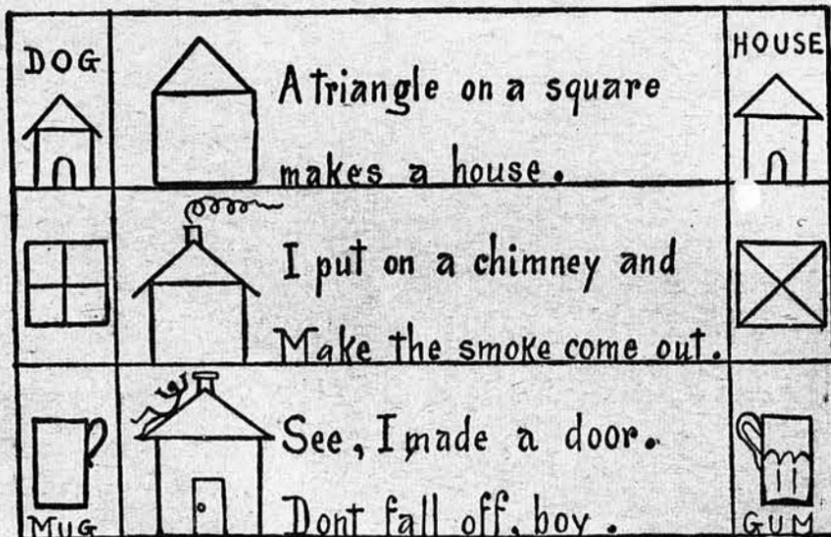 DOG
A triangle on a square
makes a house.
HOUSE
I put on a chimney and
Make the smoke come out.
See, I made a door.
Dont fall off, boy.
MUG
GUM